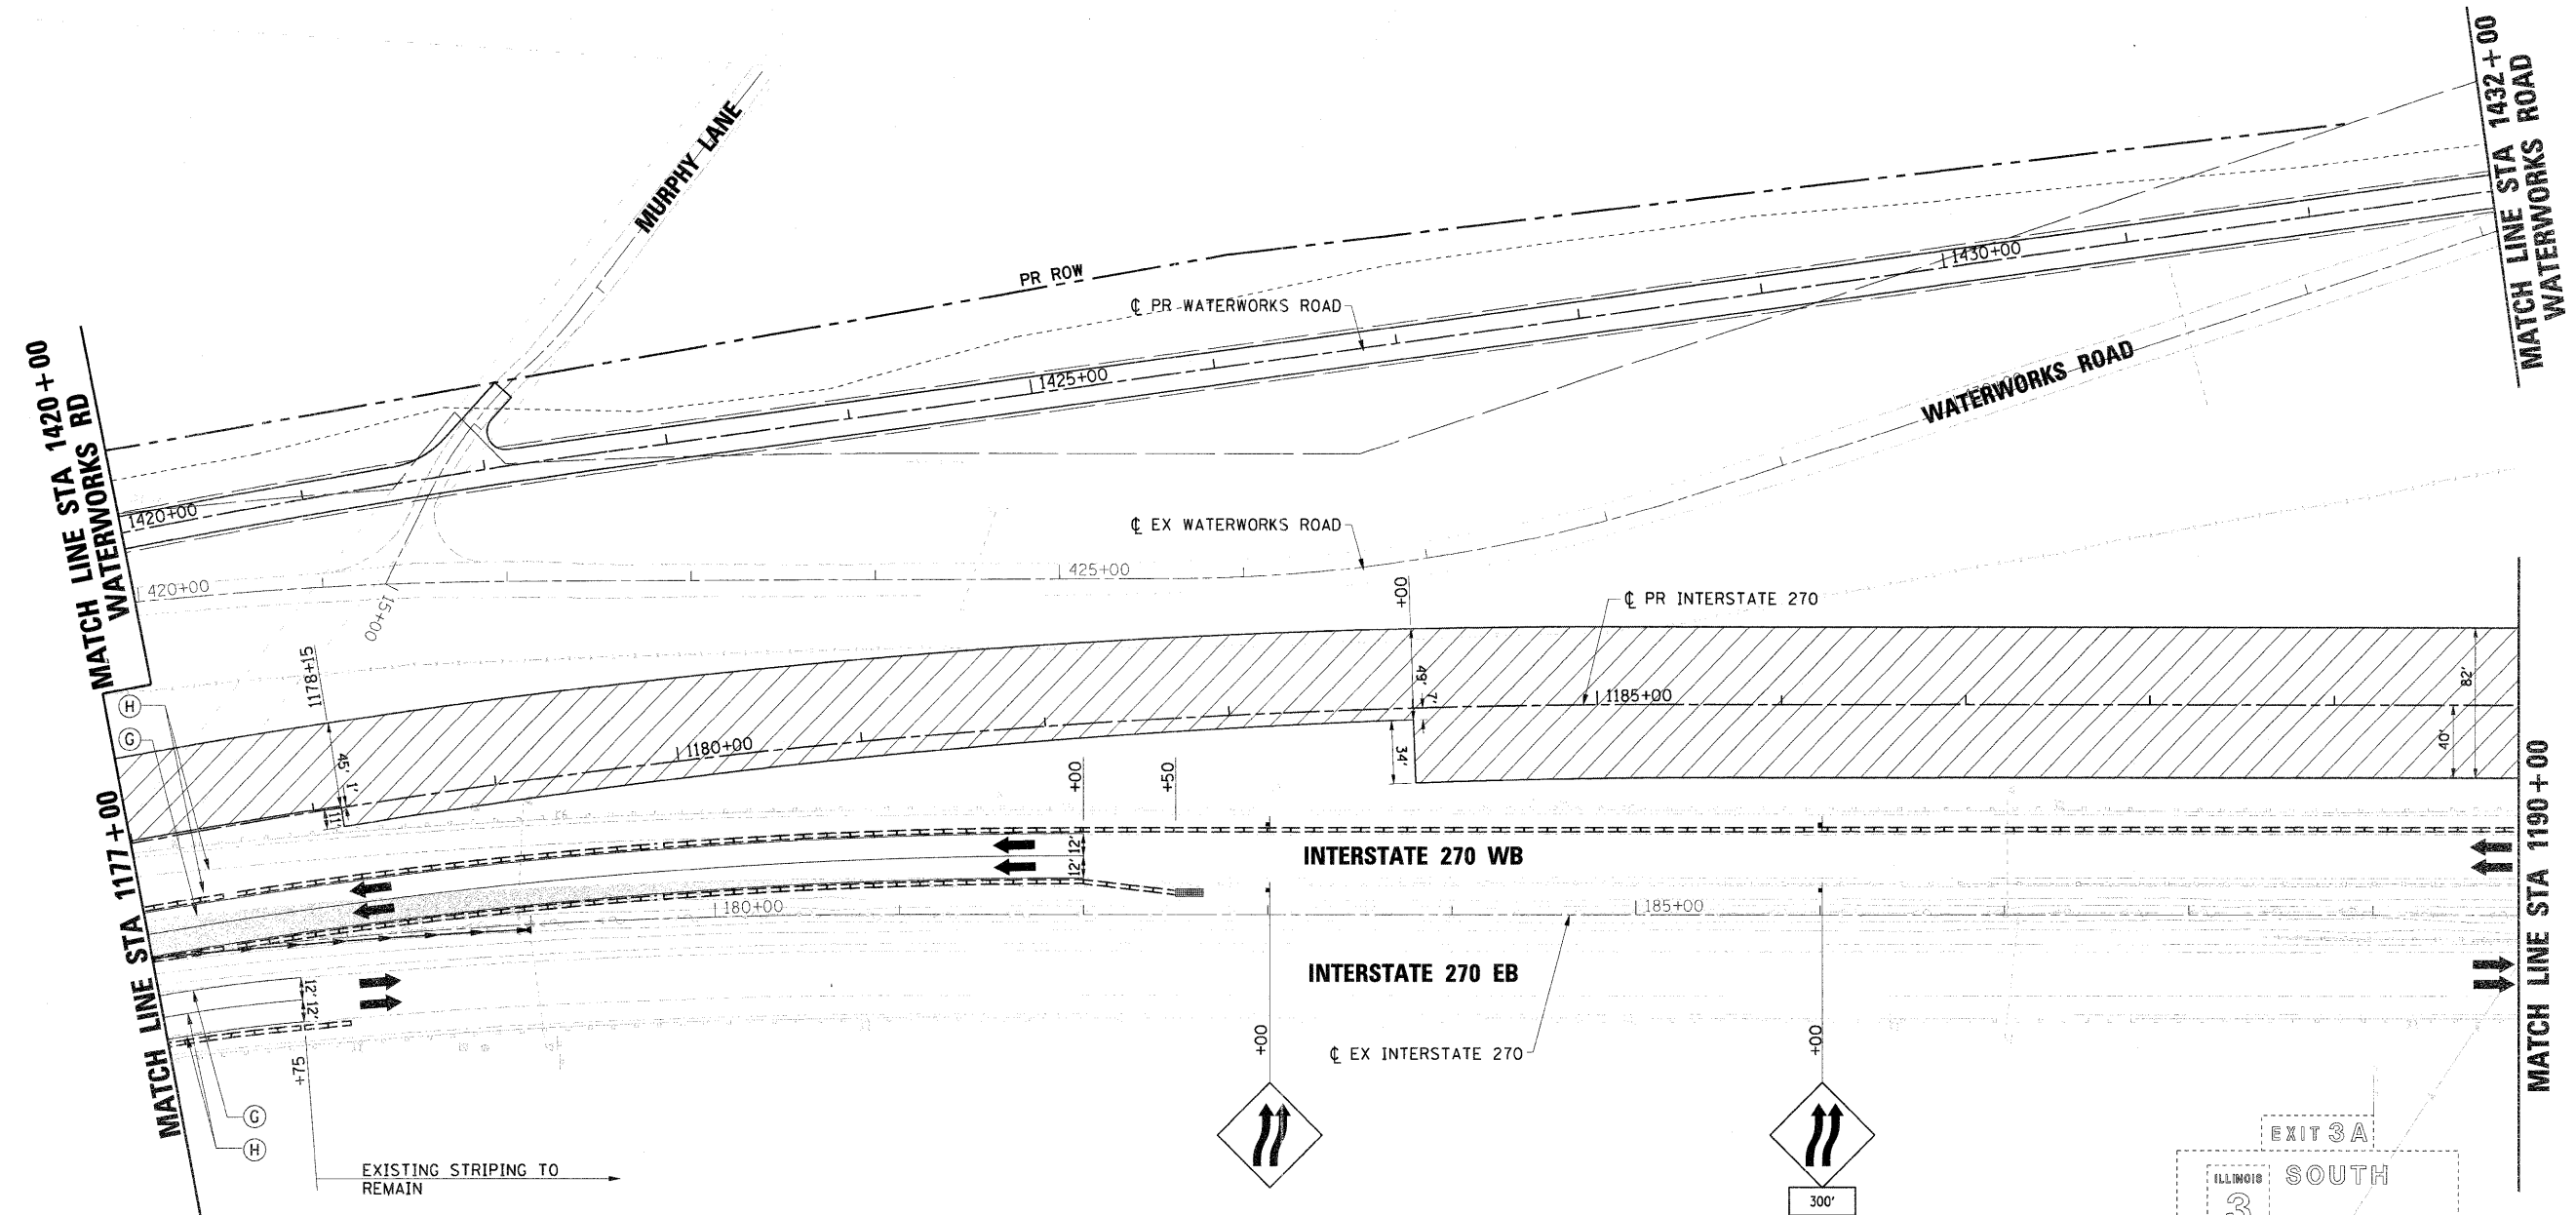 MATCH LINE STA 1432+00
WATERWORKS ROAD
MURPHY LANE
PR ROW
1430+00
℄ PR WATERWORKS ROAD
1425+00
WATERWORKS ROAD
MATCH LINE STA 1420+00
WATERWORKS RD
1420+00
℄ EX WATERWORKS ROAD
425+00
420+00
15+00
+00
℄ PR INTERSTATE 270
1178+15
49'
7'
1185+00
82'
40'
H
G
1180+00
45'
1'
11'
34'
+00
+50
MATCH LINE STA 1177+00
MATCH LINE STA 1190+00
12' 12'
INTERSTATE 270 WB
180+00
185+00
INTERSTATE 270 EB
12' 12'
+75
+00
℄ EX INTERSTATE 270
+00
G
H
EXISTING STRIPING TO
REMAIN
300'
EXIT 3A
ILLINOIS
3
SOUTH